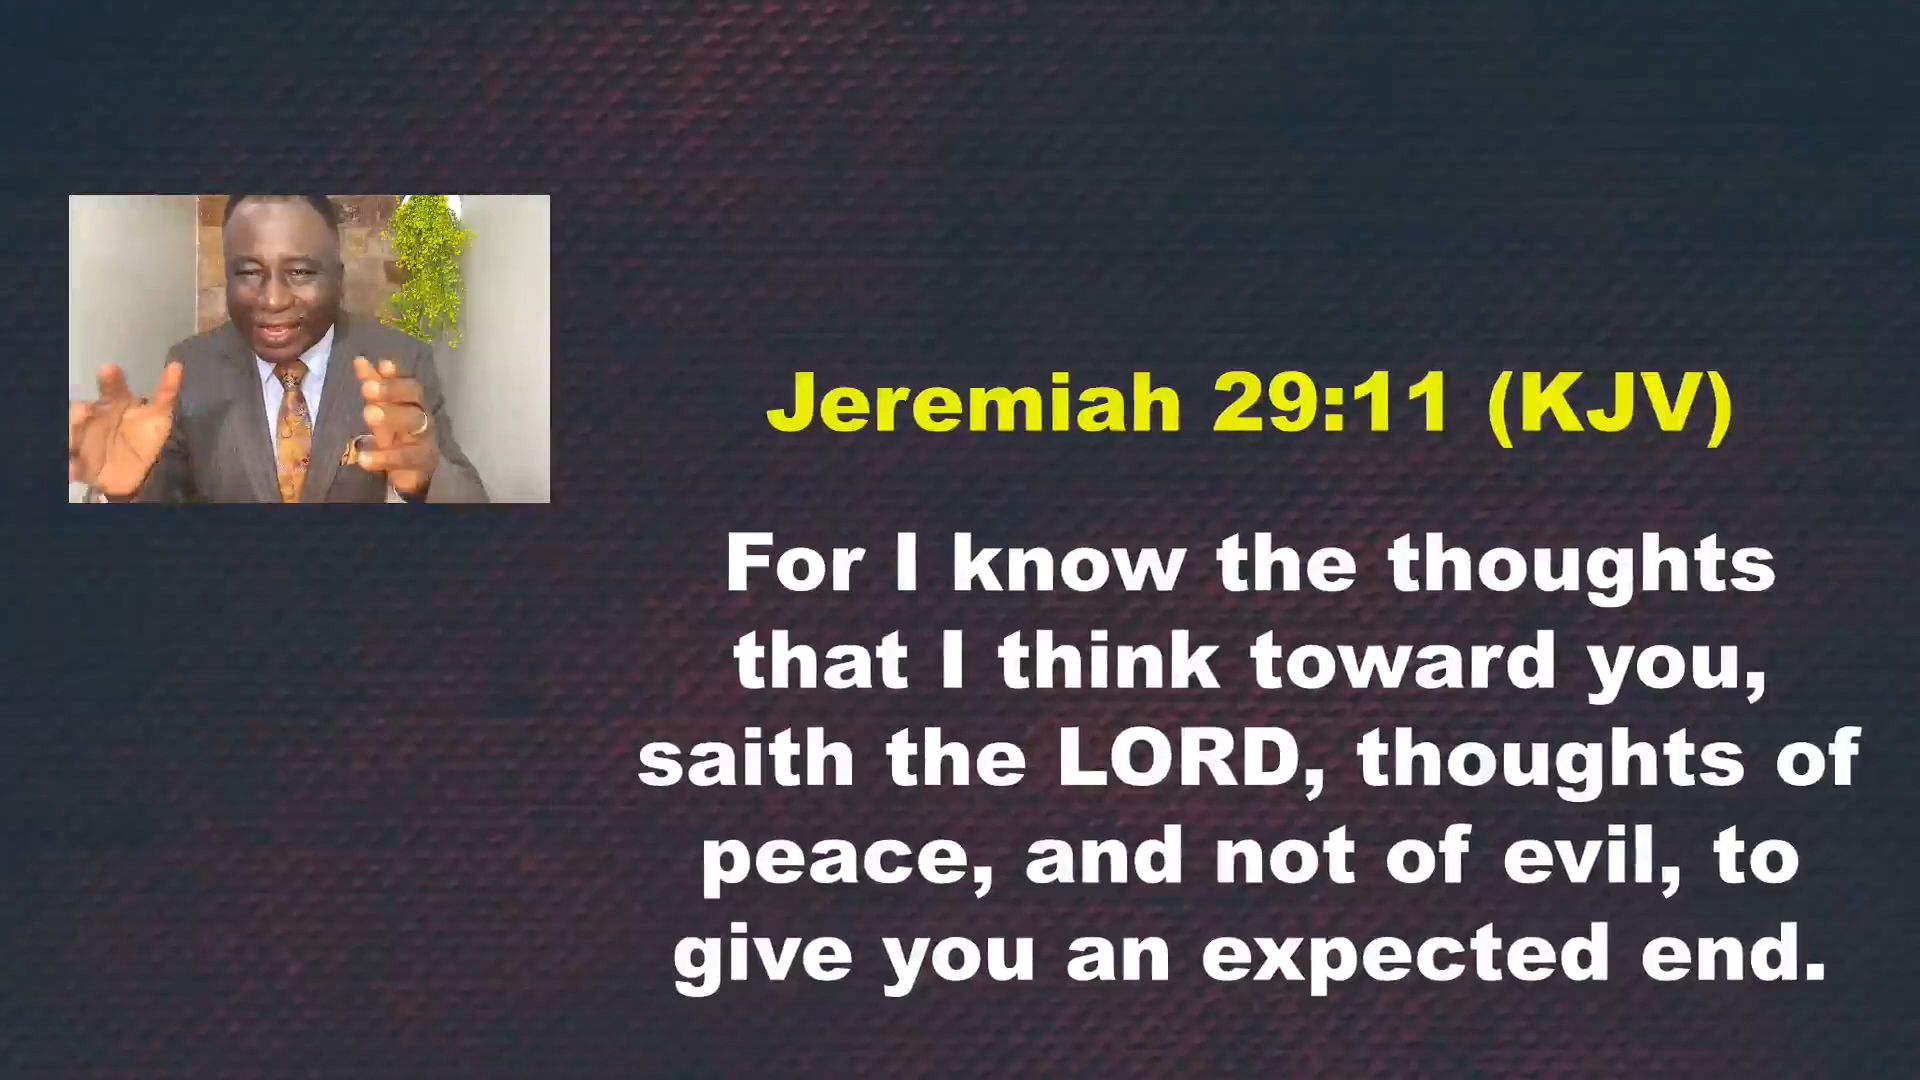 Jeremiah 29:11 (KJV)
For I know the thoughts
that I think toward you,
saith the LORD, thoughts of
peace, and not of evil, to
give you an expected end.